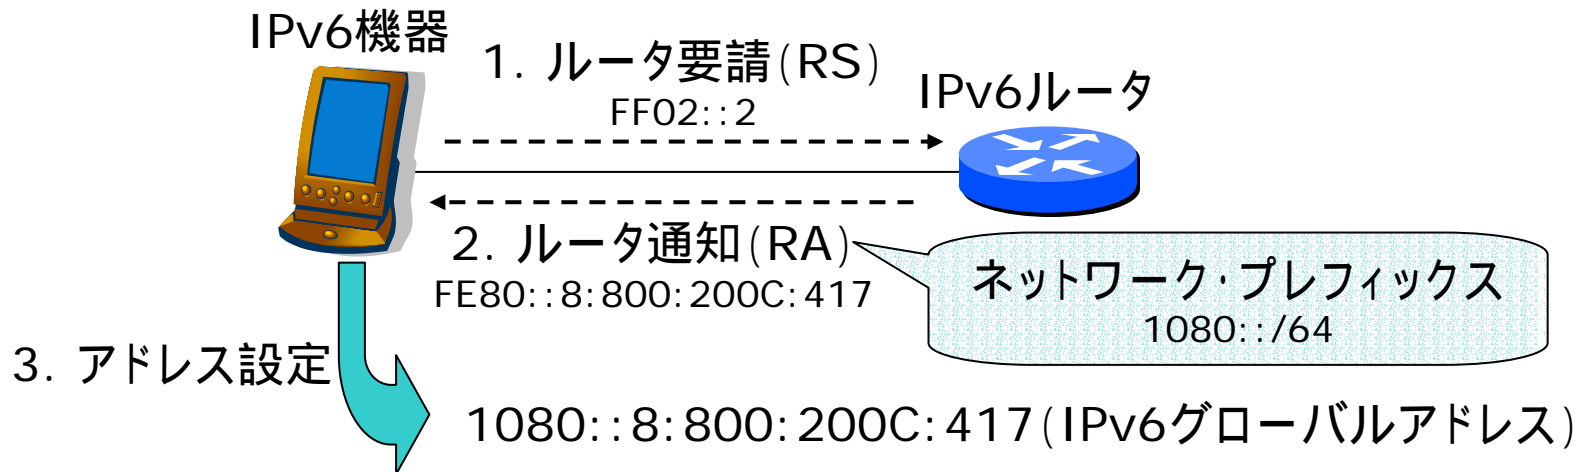 IPv6機器
1. ルータ要請(RS)
FF02::2
IPv6ルータ
2. ルータ通知(RA)
FE80::8:800:200C:417
ネットワーク・プレフィックス
1080::/64
3. アドレス設定
1080::8:800:200C:417(IPv6グローバルアドレス)